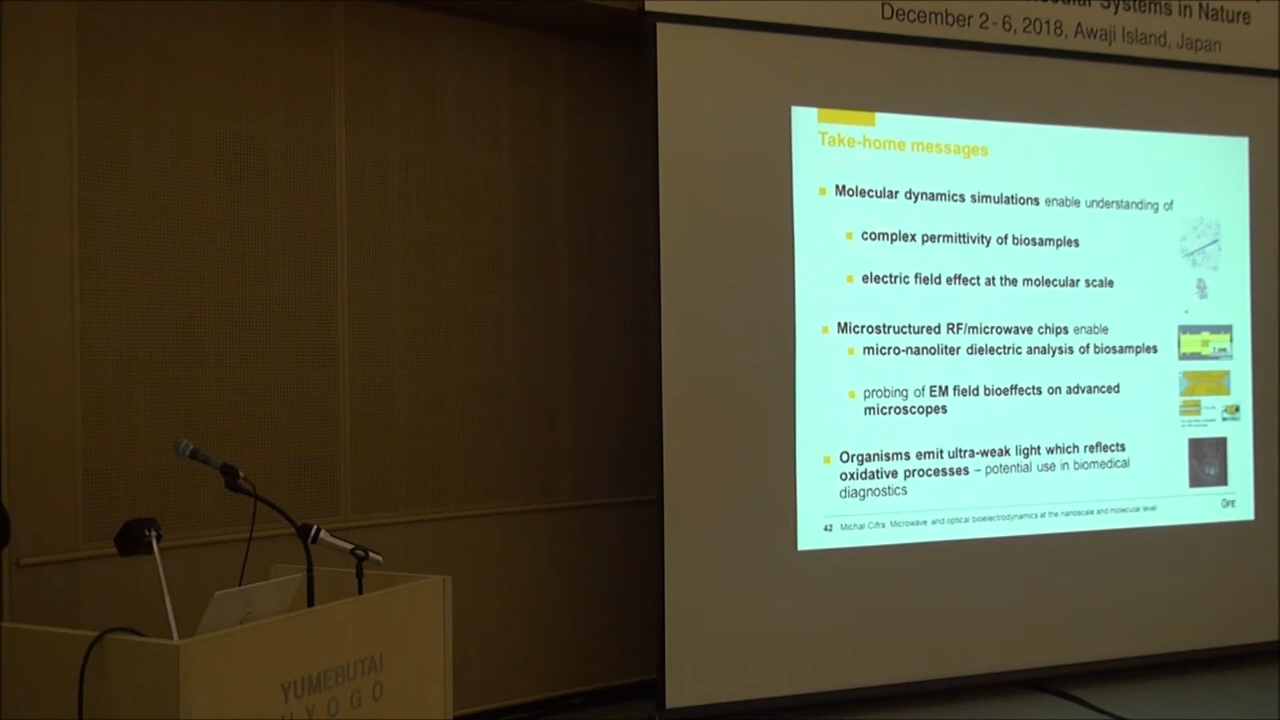 Systems in Nature
December 2-6, 2018, Awaji Island, Japan
Take-home messages
Molecular dynamics simulations enable understanding of
complex permittivity of biosamples
electric field effect at the molecular scale
Microstructured RF/microwave chips enable
micro-nanoliter dielectric analysis of biosamples
probing of EM field bioeffects on advanced
microscopes
Organisms emit ultra-weak light which reflects
oxidative processes – potential use in biomedical
diagnostics
42 Michal Cifra: Microwave and optical bioelectrodynamics at the nanoscale and molecular level
YUMEBUTAI
HYOGO